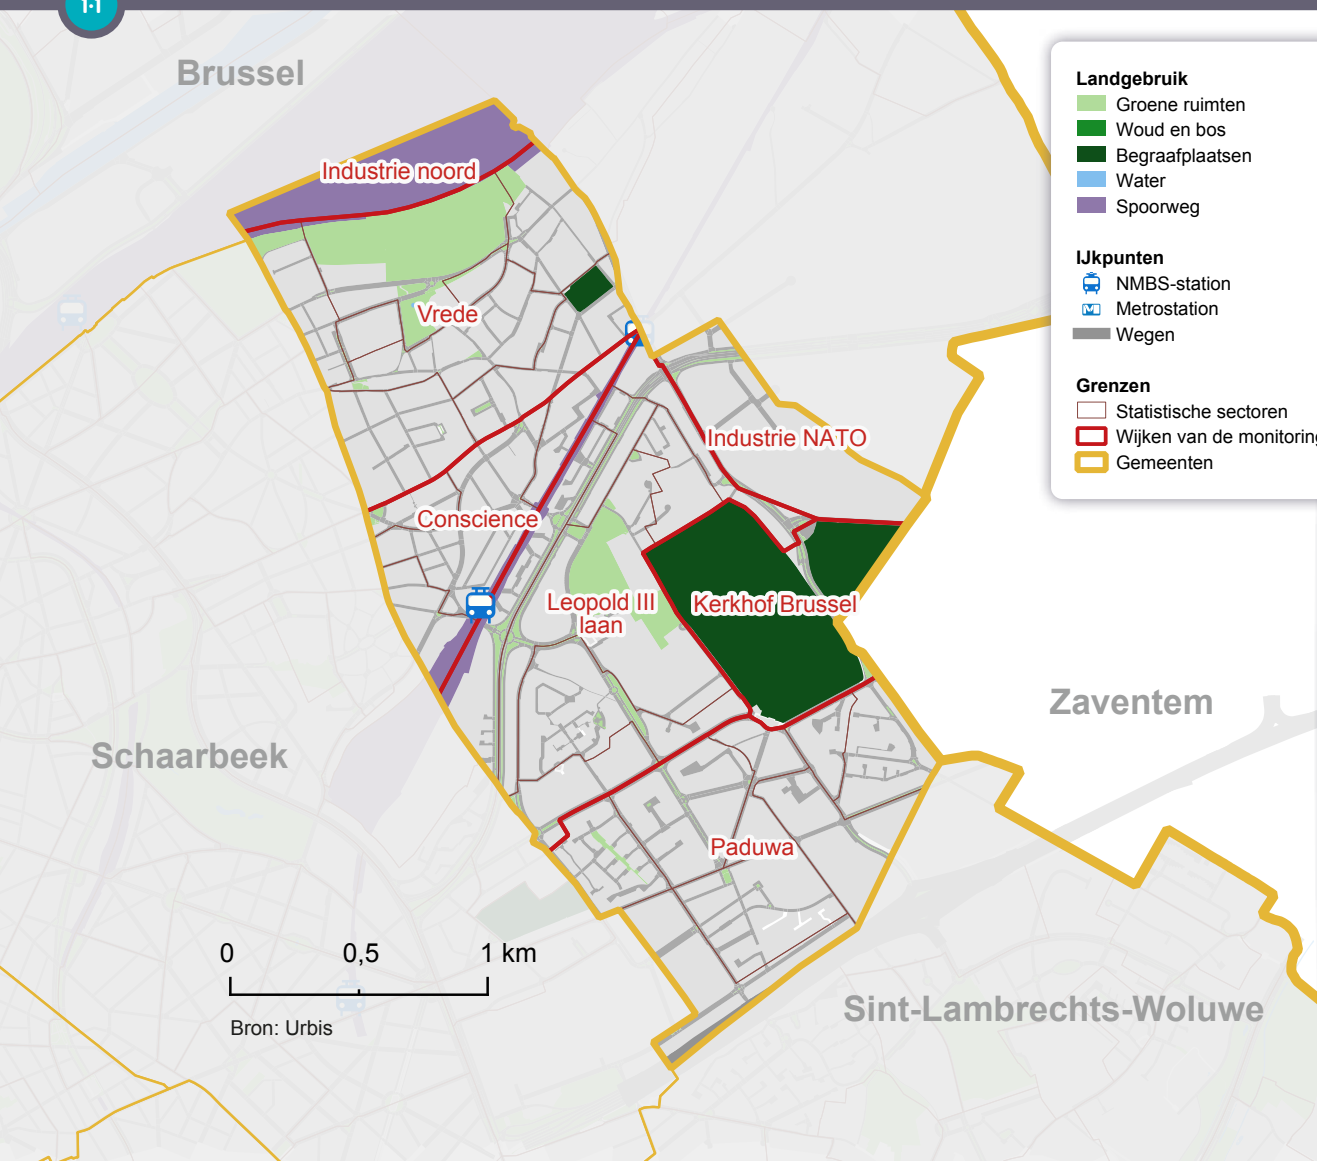 1.1
Brussel
Industrie noord
Vrede
Industrie NATO
Conscience
Leopold III
laan
Kerkhof Brussel
Zaventem
Schaarbeek
Paduwa
Sint-Lambrechts-Woluwe
0 0,5 1 km
Bron: Urbis
Landgebruik
Groene ruimten
Woud en bos
Begraafplaatsen
Water
Spoorweg
IJkpunten
NMBS-station
M Metrostation
Wegen
Grenzen
Statistische sectoren
Wijken van de monitoring
Gemeenten